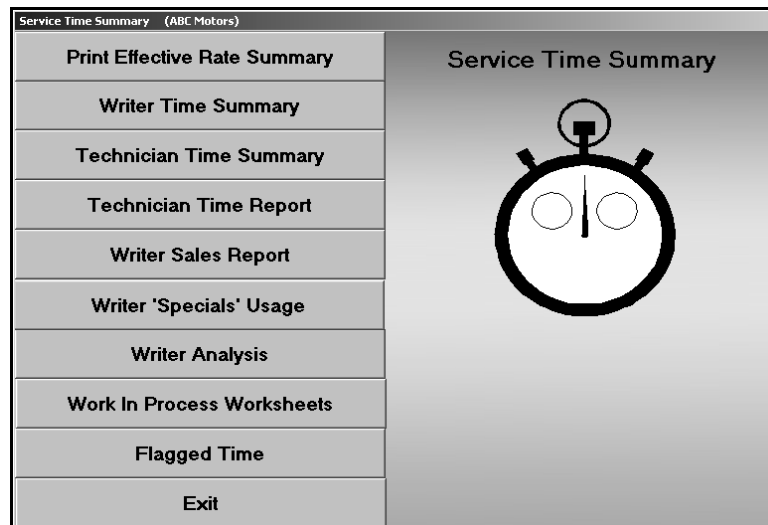 Service Time Summary (ABC Motors)
Print Effective Rate Summary
Writer Time Summary
Technician Time Summary
Technician Time Report
Writer Sales Report
Writer 'Specials' Usage
Writer Analysis
Work In Process Worksheets
Flagged Time
Exit
Service Time Summary